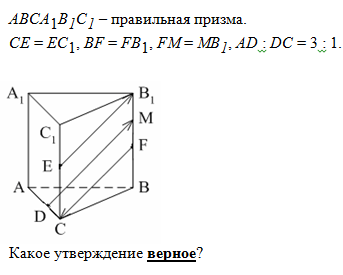 ABCA₁B₁C₁ – правильная призма.
CE = EC₁, BF = FB₁, FM = MB₁, AD : DC = 3 : 1.
A₁
B₁
M
C₁
F
E
A
B
D
C
Какое утверждение верное?